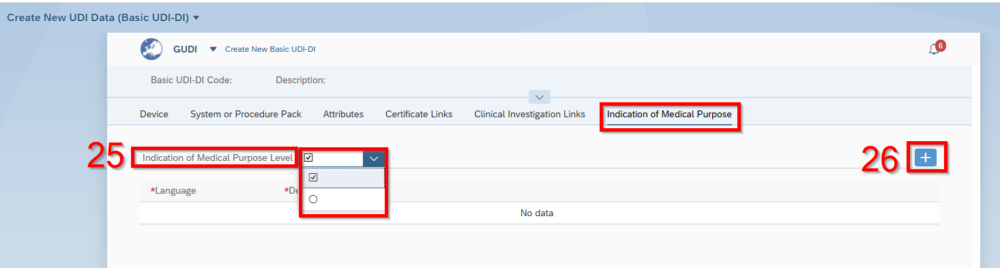 Create New UDI Data (Basic UDI-DI)
GUDI Create New Basic UDI-DI 6
Basic UDI-DI Code: Description:
Device System or Procedure Pack Attributes Certificate Links Clinical Investigation Links Indication of Medical Purpose
25 Indication of Medical Purpose Level 26
*Language *De
No data